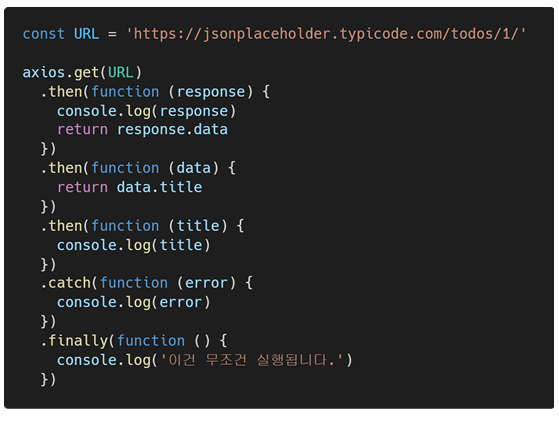 const URL = 'https://jsonplaceholder.typicode.com/todos/1/'
axios.get(URL)
  .then(function (response) {
    console.log(response)
    return response.data
  })
  .then(function (data) {
    return data.title
  })
  .then(function (title) {
    console.log(title)
  })
  .catch(function (error) {
    console.log(error)
  })
  .finally(function () {
    console.log('이건 무조건 실행됩니다.')
  })